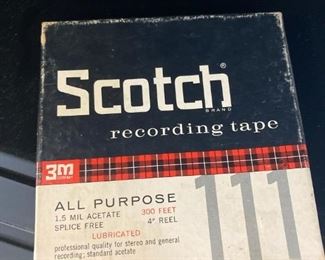 Scotch®
BRAND
recording tape
3M
COMPANY
ALL PURPOSE
111
1.5 MIL ACETATE 300 FEET
SPLICE FREE 4" REEL
LUBRICATED
professional quality for stereo and general
recording; standard acetate